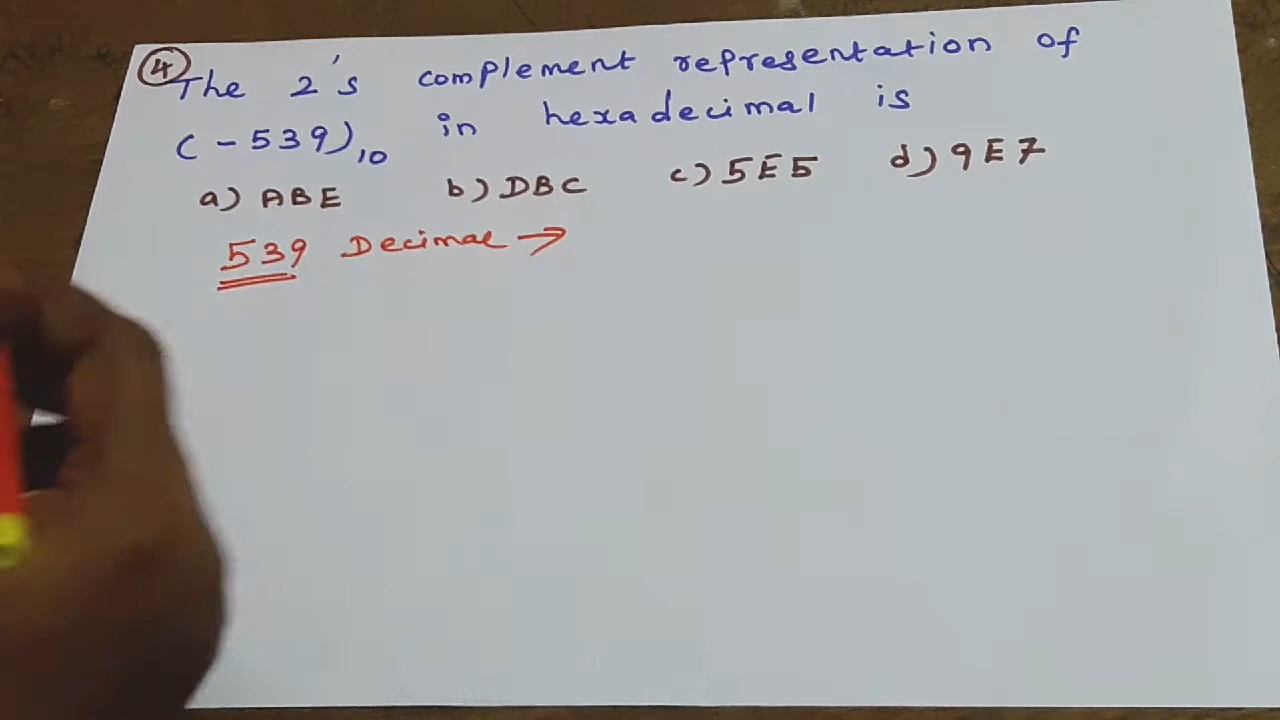 ④ The 2's complement representation of
(-539)₁₀ in hexadecimal is
a) ABE b) DBC c) 5E5 d) 9E7
539 Decimal →